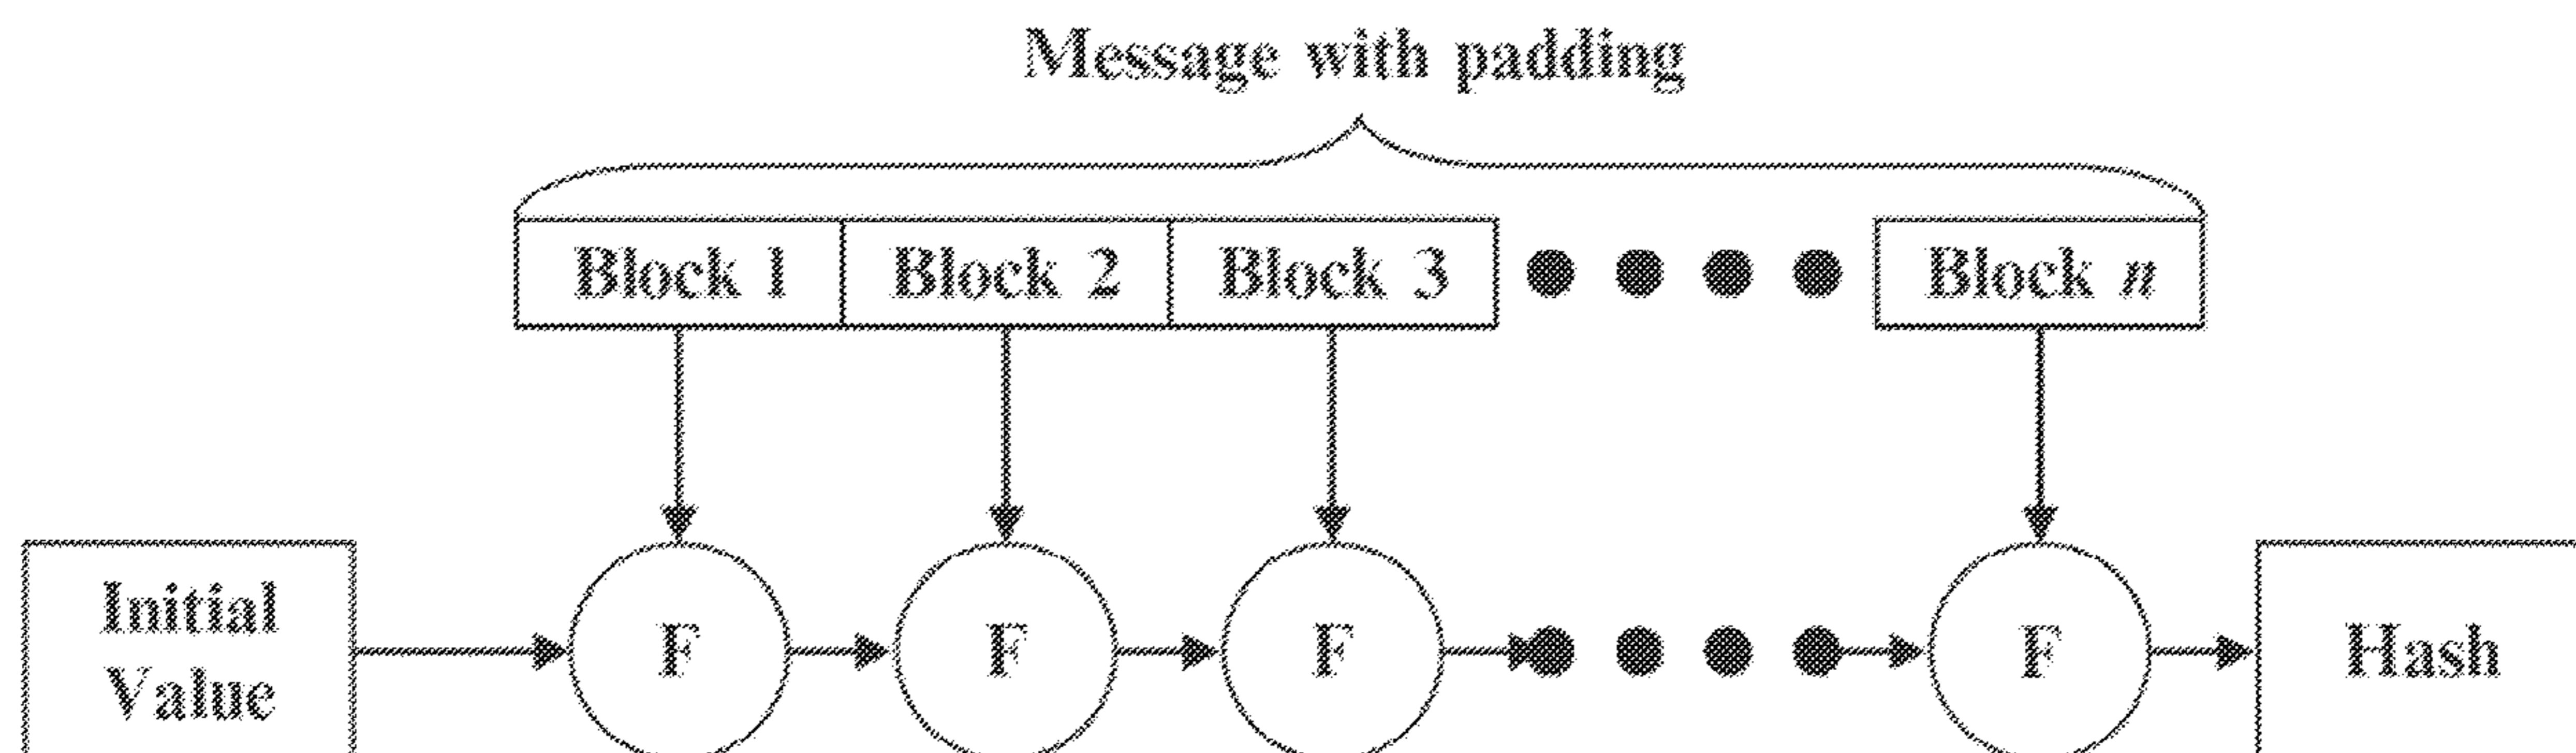 Message with padding
Block 1 Block 2 Block 3 Block n
Initial
Value
F F F F Hash